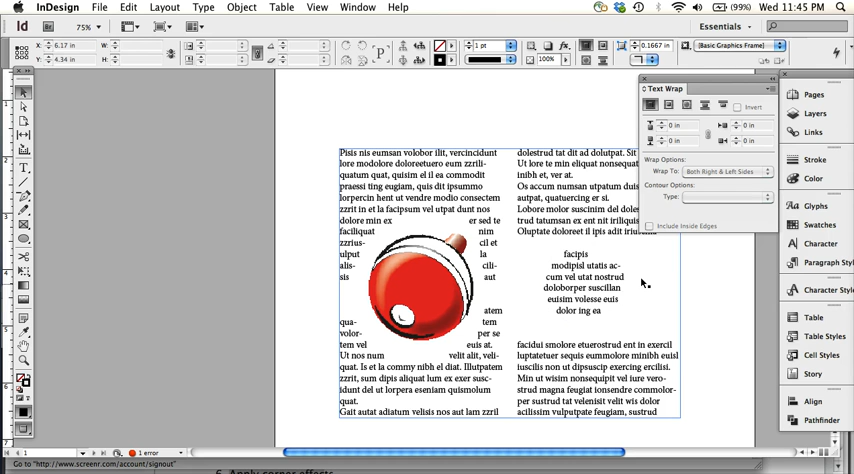 InDesign File Edit Layout Type Object Table View Window Help (99%) Wed 11:45 PM
Id Br 75% Essentials
X: 6.17 in W: 1 pt 0.1667 in [Basic Graphics Frame]
Y: 4.34 in H: P 100%
Text Wrap
Invert
0 in 0 in
0 in 0 in
Wrap Options:
Wrap To: Both Right & Left Sides
Contour Options:
Type:
Include Inside Edges
Pages
Layers
Links
Stroke
Color
Glyphs
Swatches
Character
Paragraph Styl
Character Style
Table
Table Styles
Cell Styles
Story
Align
Pathfinder
Pisis nis eumsan volobor ilit, vercincidunt
lore modolore doloreetuero eum zzrili-
quatum quat, quisim el il ea commodit
praessi ting eugiam, quis dit ipsummo
lorpercin hent ut vendre modio consectem
zzrit in et la facipsum vel utpat dunt nos
dolore min ex er sed te
faciliquat nim
zzrius- cil et
ulput la
alis- cili-
sis aut
atem
qua- tem
volor- per se
tem vel euis at.
Ut nos num velit alit, veli-
quat. Is et la commy nibh el diat. Illutpatem
zzrit, sum dipis aliquat lum ex exer susc-
idunt del ut lorpera eseniam quismolum
quat.
Gait autat adiatum velisis nos aut lam zzril
dolestrud tat dit ad dolutpat. Sit
Ut lore te min eliquat nonsequat
inibh et, ver at.
Os accum numsan utpatum duis
autpat, quatuercing er si.
Lobore molor suscinim del doles
trud tatumsan ex ent nit iriliquis
Oluptate doloreet il ipis adit iriusc
facipis
modipisl utatis ac-
cum vel utat nostrud
doloborper suscillan
euisim volesse euis
dolor ing ea
facidui smolore etuerostrud ent in exercil
luptatetuer sequis eummolore minibh euisl
iuscilis non ut dipsuscip exercing ercilisi.
Min ut wisim nonsequipit vel iure vero-
strud magna feugiat ionsendre commolor-
per sustrud tat velenisit velit wis dolor
acilissim vulputpate feugiam, sustrud
1 1 error
Go to "http://www.screenr.com/account/signout"
6. Apply corner effects